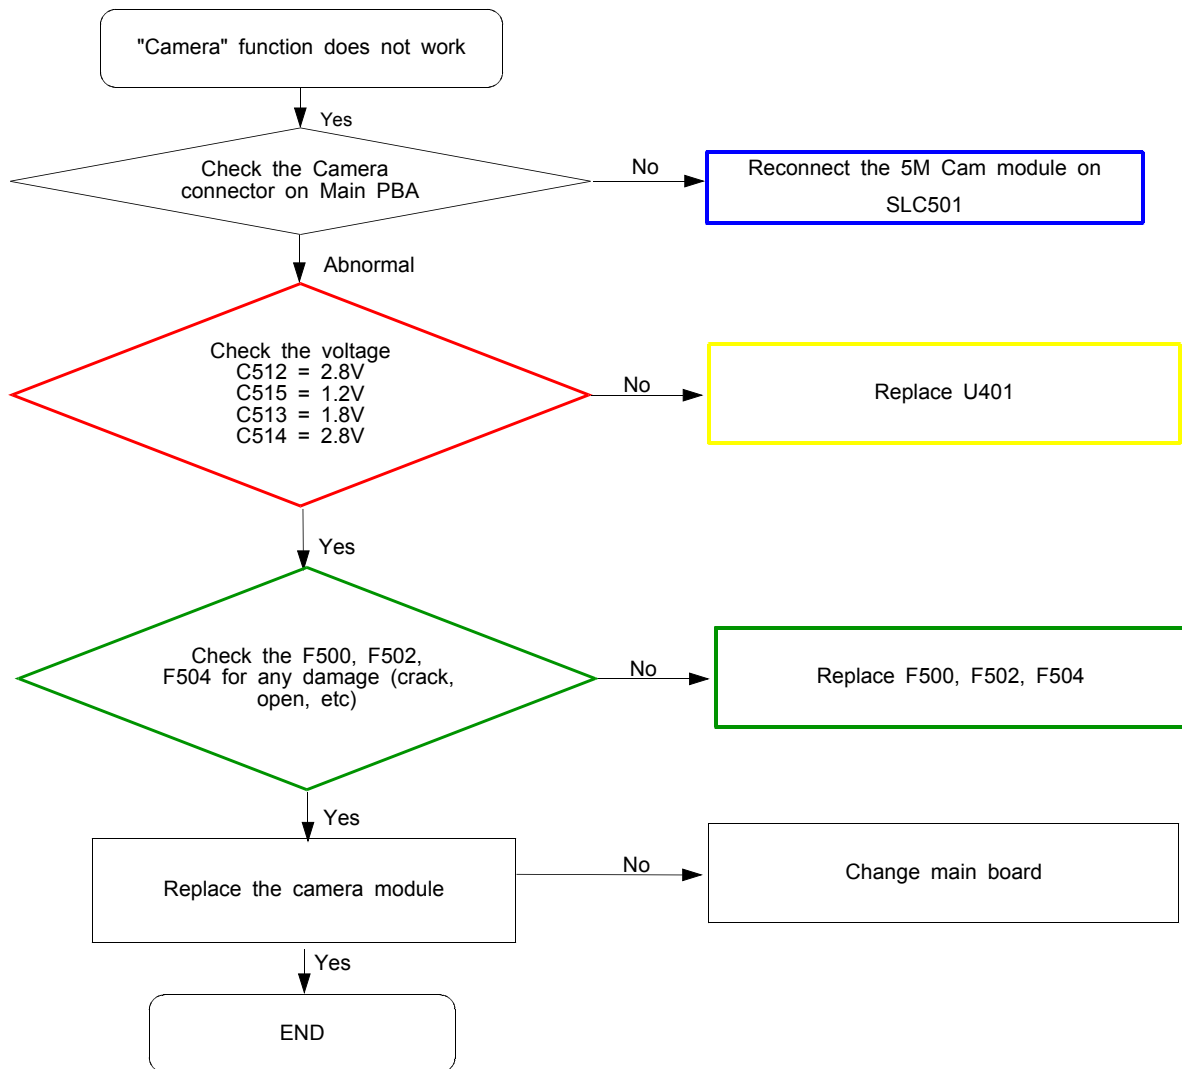 "Camera" function does not work
Yes
Check the Camera
connector on Main PBA
No
Reconnect the 5M Cam module on
SLC501
Abnormal
Check the voltage
C512 = 2.8V
C515 = 1.2V
C513 = 1.8V
C514 = 2.8V
No
Replace U401
Yes
Check the F500, F502,
F504 for any damage (crack,
open, etc)
No
Replace F500, F502, F504
Yes
Replace the camera module
No
Change main board
Yes
END